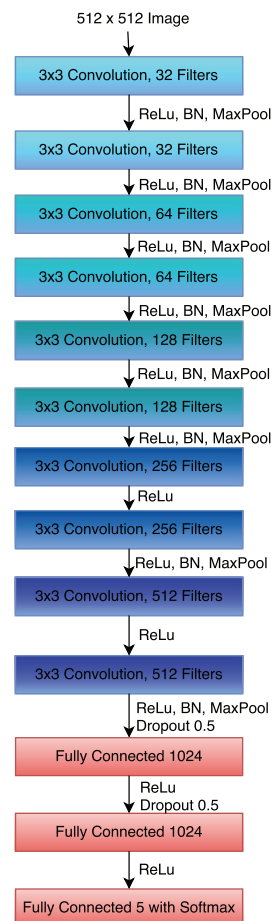 512 x 512 Image
3x3 Convolution, 32 Filters
ReLu, BN, MaxPool
3x3 Convolution, 32 Filters
ReLu, BN, MaxPool
3x3 Convolution, 64 Filters
ReLu, BN, MaxPool
3x3 Convolution, 64 Filters
ReLu, BN, MaxPool
3x3 Convolution, 128 Filters
ReLu, BN, MaxPool
3x3 Convolution, 128 Filters
ReLu, BN, MaxPool
3x3 Convolution, 256 Filters
ReLu
3x3 Convolution, 256 Filters
ReLu, BN, MaxPool
3x3 Convolution, 512 Filters
ReLu
3x3 Convolution, 512 Filters
ReLu, BN, MaxPool
Dropout 0.5
Fully Connected 1024
ReLu
Dropout 0.5
Fully Connected 1024
ReLu
Fully Connected 5 with Softmax